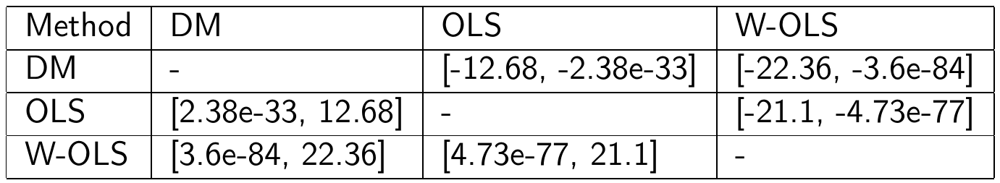 Method DM OLS W-OLS
DM - [-12.68, -2.38e-33] [-22.36, -3.6e-84]
OLS [2.38e-33, 12.68] - [-21.1, -4.73e-77]
W-OLS [3.6e-84, 22.36] [4.73e-77, 21.1] -